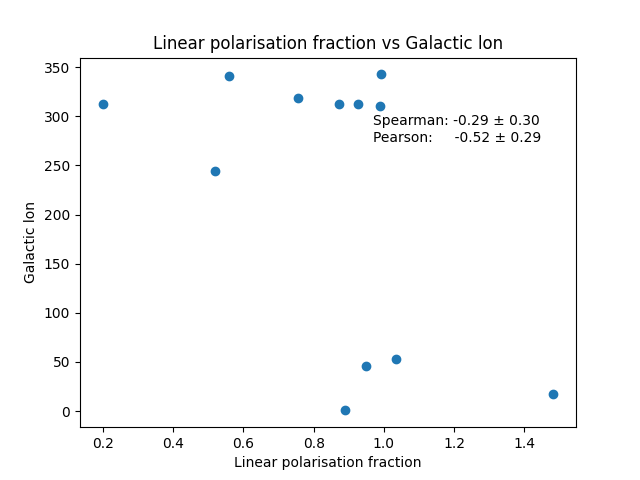 Linear polarisation fraction vs Galactic lon
350
300
250
200
150
100
50
0
Galactic lon
Spearman: -0.29 ± 0.30
Pearson: -0.52 ± 0.29
0.2 0.4 0.6 0.8 1.0 1.2 1.4
Linear polarisation fraction